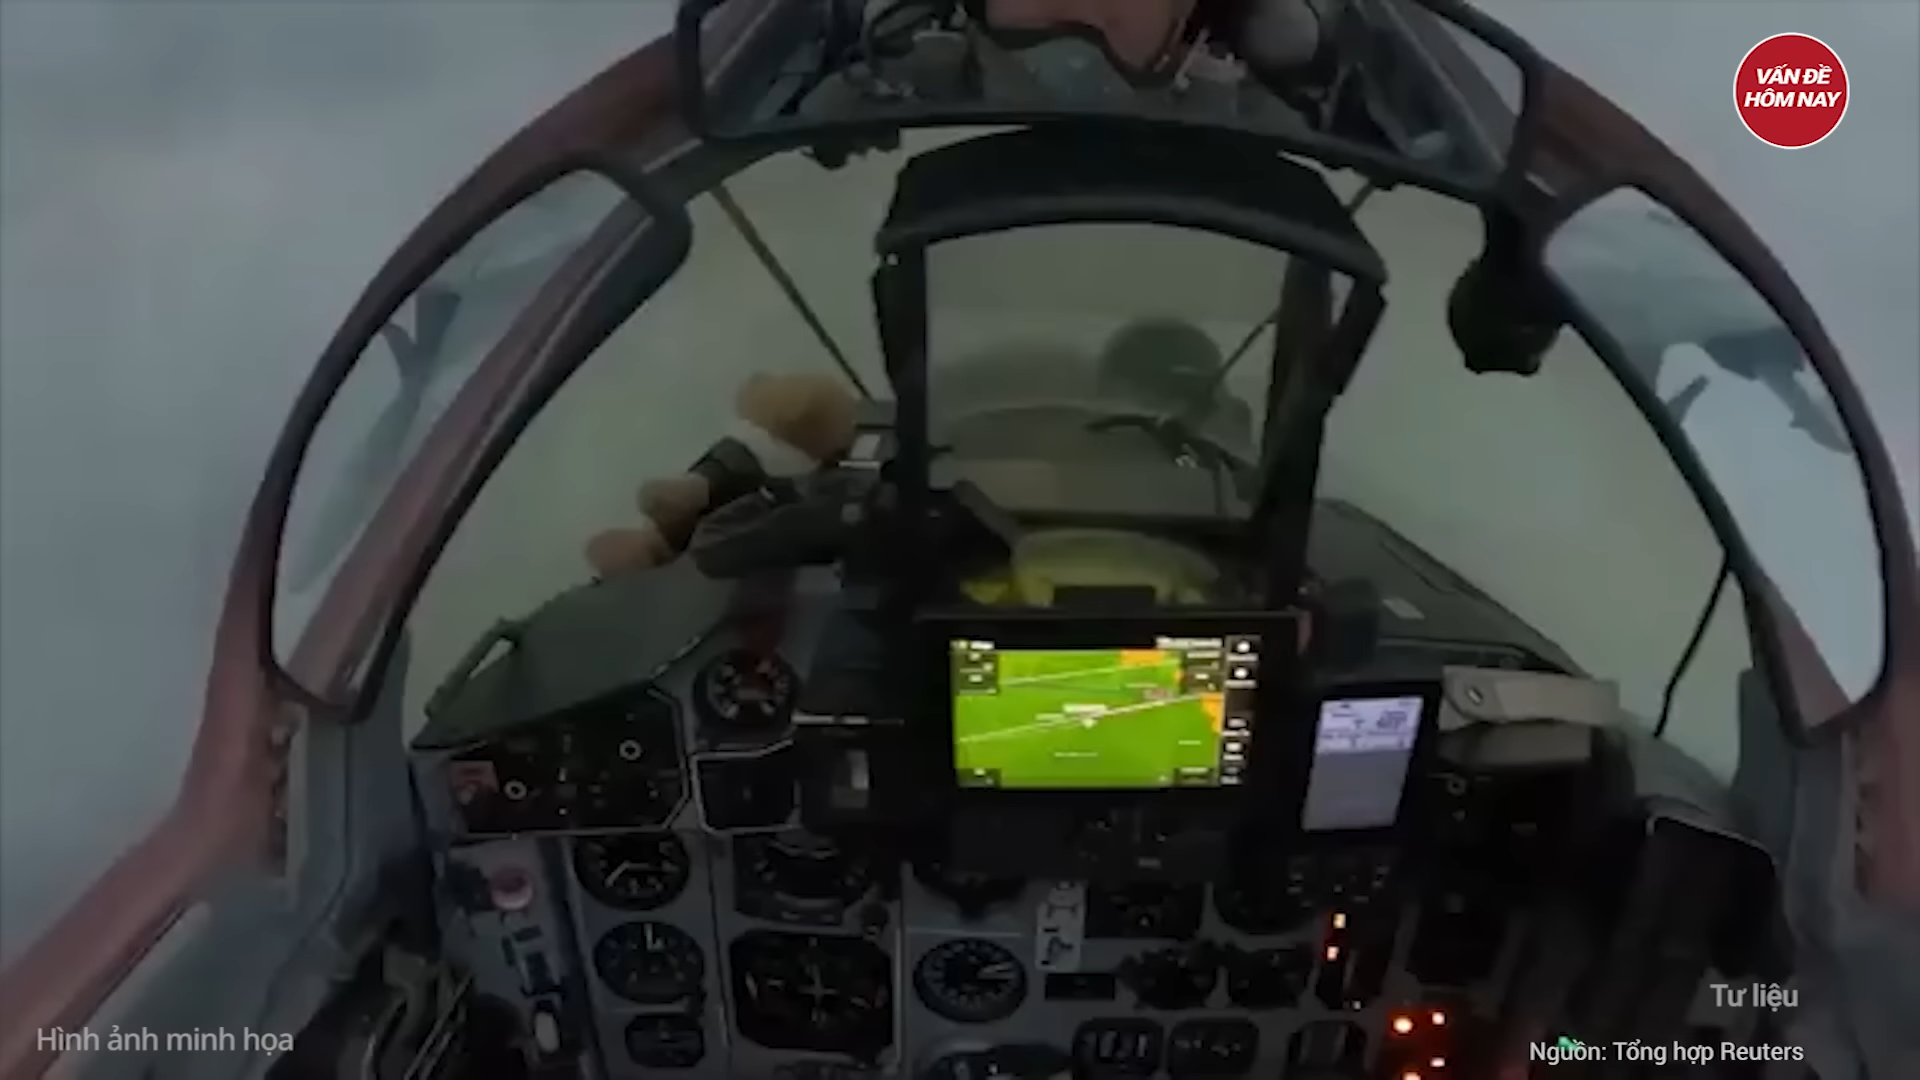 VẤN ĐỀ
HÔM NAY
Tư liệu
Hình ảnh minh họa
Nguồn: Tổng hợp Reuters